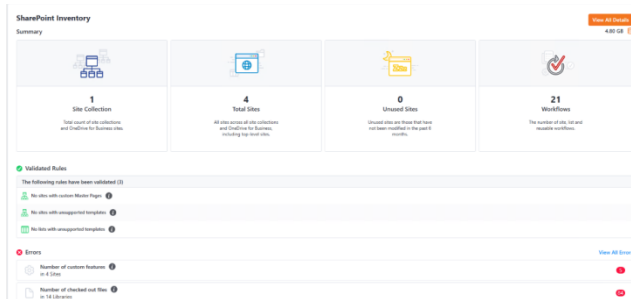 SharePoint Inventory
View All Details
Summary
4.80 GB
1
Site Collection
Total count of site collections
and OneDrive for Business sites.
4
Total Sites
All sites across all site collections
and OneDrive for Business,
including top-level sites.
0
Unused Sites
Unused sites are those that have
not been modified in the past 6
months.
21
Workflows
The number of site, list and
reusable workflows.
Validated Rules
The following rules have been validated (3)
No sites with custom Master Pages
No sites with unsupported templates
No lists with unsupported templates
Errors
View All Errors
Number of custom features
in 4 Sites
Number of checked out files
in 14 Libraries